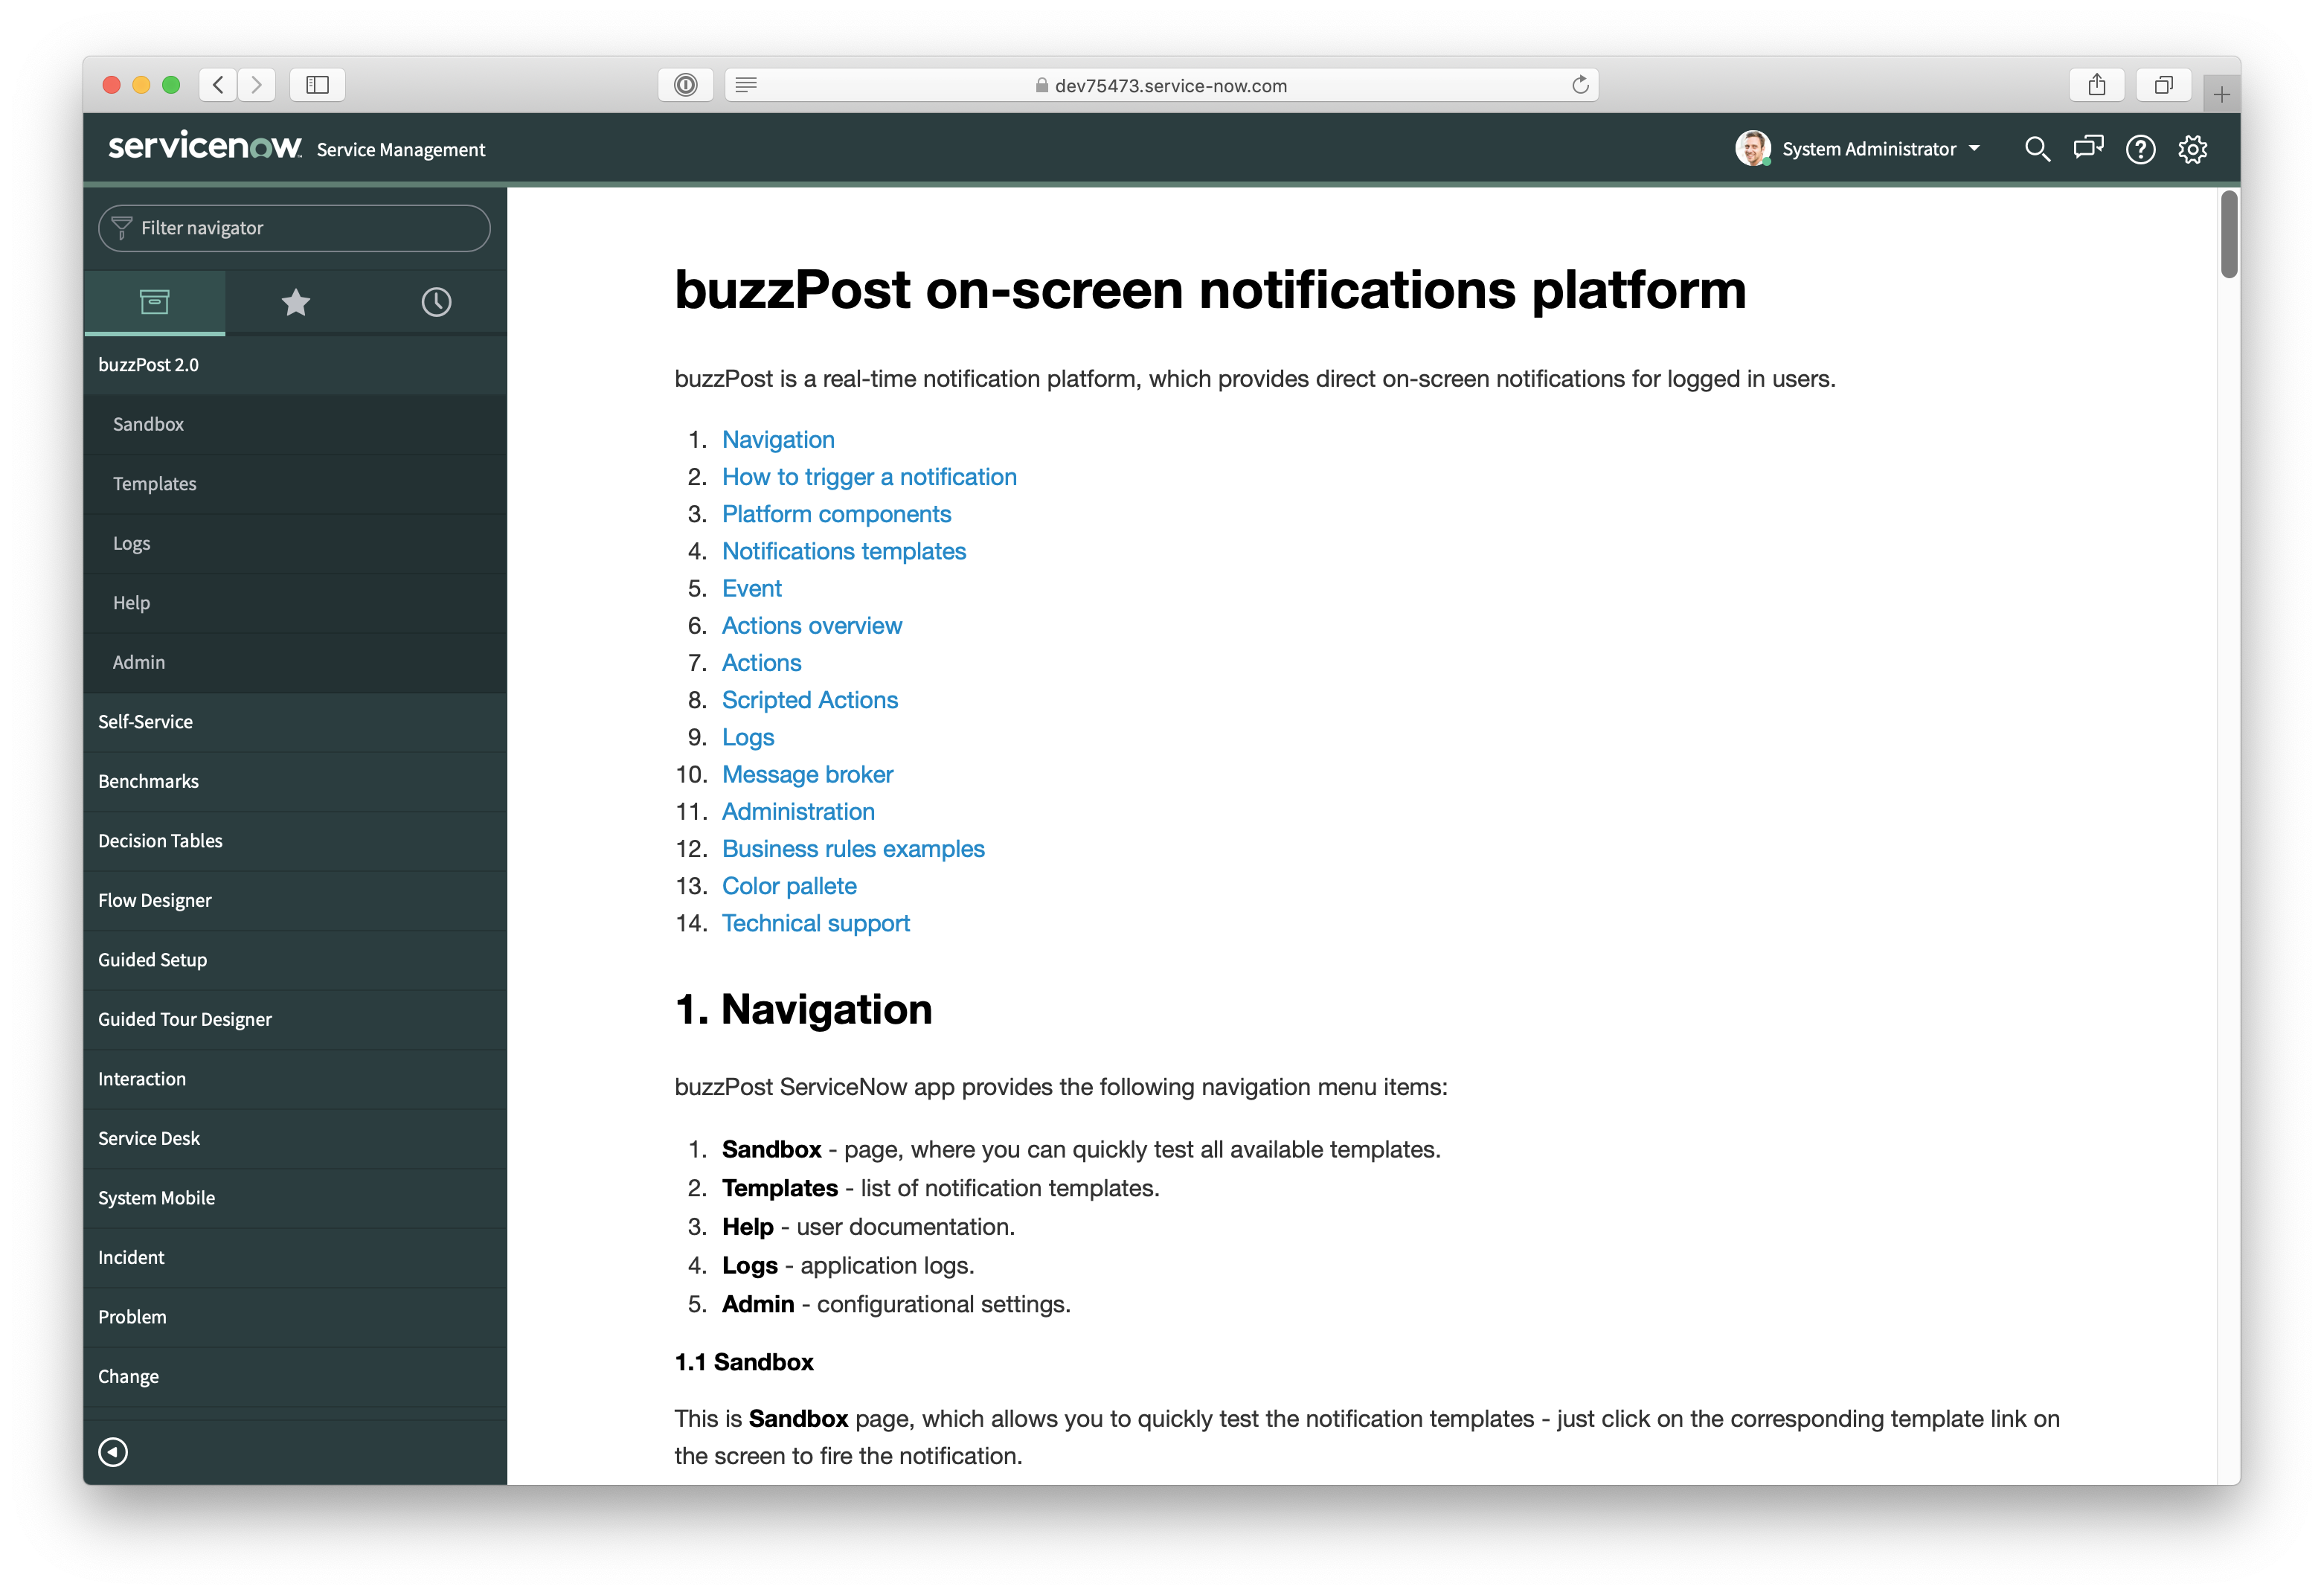 dev75473.service-now.com
servicenow Service Management
System Administrator
Filter navigator
buzzPost 2.0
Sandbox
Templates
Logs
Help
Admin
Self-Service
Benchmarks
Decision Tables
Flow Designer
Guided Setup
Guided Tour Designer
Interaction
Service Desk
System Mobile
Incident
Problem
Change
buzzPost on-screen notifications platform
buzzPost is a real-time notification platform, which provides direct on-screen notifications for logged in users.
1. Navigation
2. How to trigger a notification
3. Platform components
4. Notifications templates
5. Event
6. Actions overview
7. Actions
8. Scripted Actions
9. Logs
10. Message broker
11. Administration
12. Business rules examples
13. Color pallete
14. Technical support
1. Navigation
buzzPost ServiceNow app provides the following navigation menu items:
1. Sandbox - page, where you can quickly test all available templates.
2. Templates - list of notification templates.
3. Help - user documentation.
4. Logs - application logs.
5. Admin - configurational settings.
1.1 Sandbox
This is Sandbox page, which allows you to quickly test the notification templates - just click on the corresponding template link on
the screen to fire the notification.